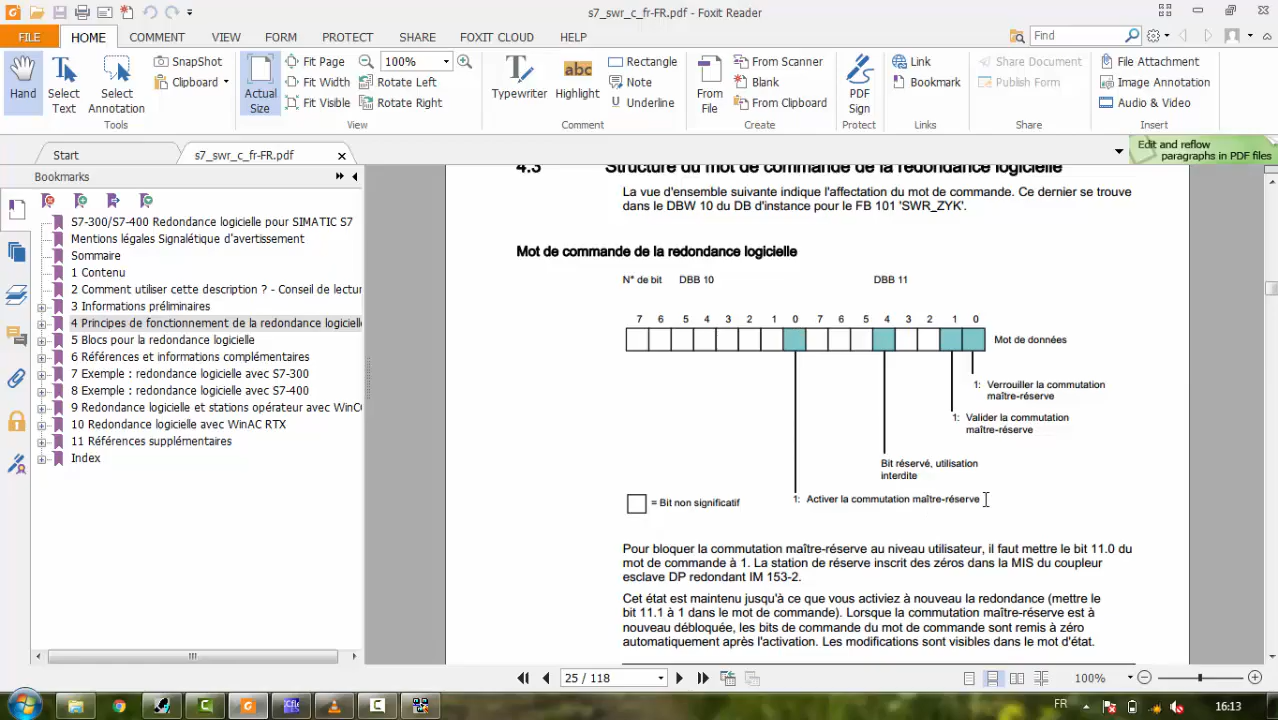 s7_swr_c_fr-FR.pdf - Foxit Reader
FILE HOME COMMENT VIEW FORM PROTECT SHARE FOXIT CLOUD HELP Find
Hand
Select Text
Select Annotation
SnapShot
Clipboard
Tools
Actual Size
Fit Page
Fit Width
Fit Visible
100%
Rotate Left
Rotate Right
View
Typewriter
Highlight
Rectangle
Note
Underline
Comment
From File
From Scanner
Blank
From Clipboard
Create
PDF Sign
Protect
Link
Bookmark
Links
Share Document
Publish Form
Share
File Attachment
Image Annotation
Audio & Video
Insert
Start
s7_swr_c_fr-FR.pdf
Edit and reflow
paragraphs in PDF files
Bookmarks
S7-300/S7-400 Redondance logicielle pour SIMATIC S7
Mentions légales Signalétique d'avertissement
Sommaire
1 Contenu
2 Comment utiliser cette description ? - Conseil de lectur
3 Informations préliminaires
4 Principes de fonctionnement de la redondance logicielle
5 Blocs pour la redondance logicielle
6 Références et informations complémentaires
7 Exemple : redondance logicielle avec S7-300
8 Exemple : redondance logicielle avec S7-400
9 Redondance logicielle et stations opérateur avec WinCC
10 Redondance logicielle avec WinAC RTX
11 Références supplémentaires
Index
4.3 Structure du mot de commande de la redondance logicielle
La vue d'ensemble suivante indique l'affectation du mot de commande. Ce dernier se trouve
dans le DBW 10 du DB d'instance pour le FB 101 'SWR_ZYK'.
Mot de commande de la redondance logicielle
N° de bit DBB 10 DBB 11
7 6 5 4 3 2 1 0 7 6 5 4 3 2 1 0
Mot de données
1: Verrouiller la commutation
maître-réserve
1: Valider la commutation
maître-réserve
Bit réservé, utilisation
interdite
1: Activer la commutation maître-réserve
= Bit non significatif
Pour bloquer la commutation maître-réserve au niveau utilisateur, il faut mettre le bit 11.0 du
mot de commande à 1. La station de réserve inscrit des zéros dans la MIS du coupleur
esclave DP redondant IM 153-2.
Cet état est maintenu jusqu'à ce que vous activiez à nouveau la redondance (mettre le
bit 11.1 à 1 dans le mot de commande). Lorsque la commutation maître-réserve est à
nouveau débloquée, les bits de commande du mot de commande sont remis à zéro
automatiquement après l'activation. Les modifications sont visibles dans le mot d'état.
25 / 118
100%
FR
16:13